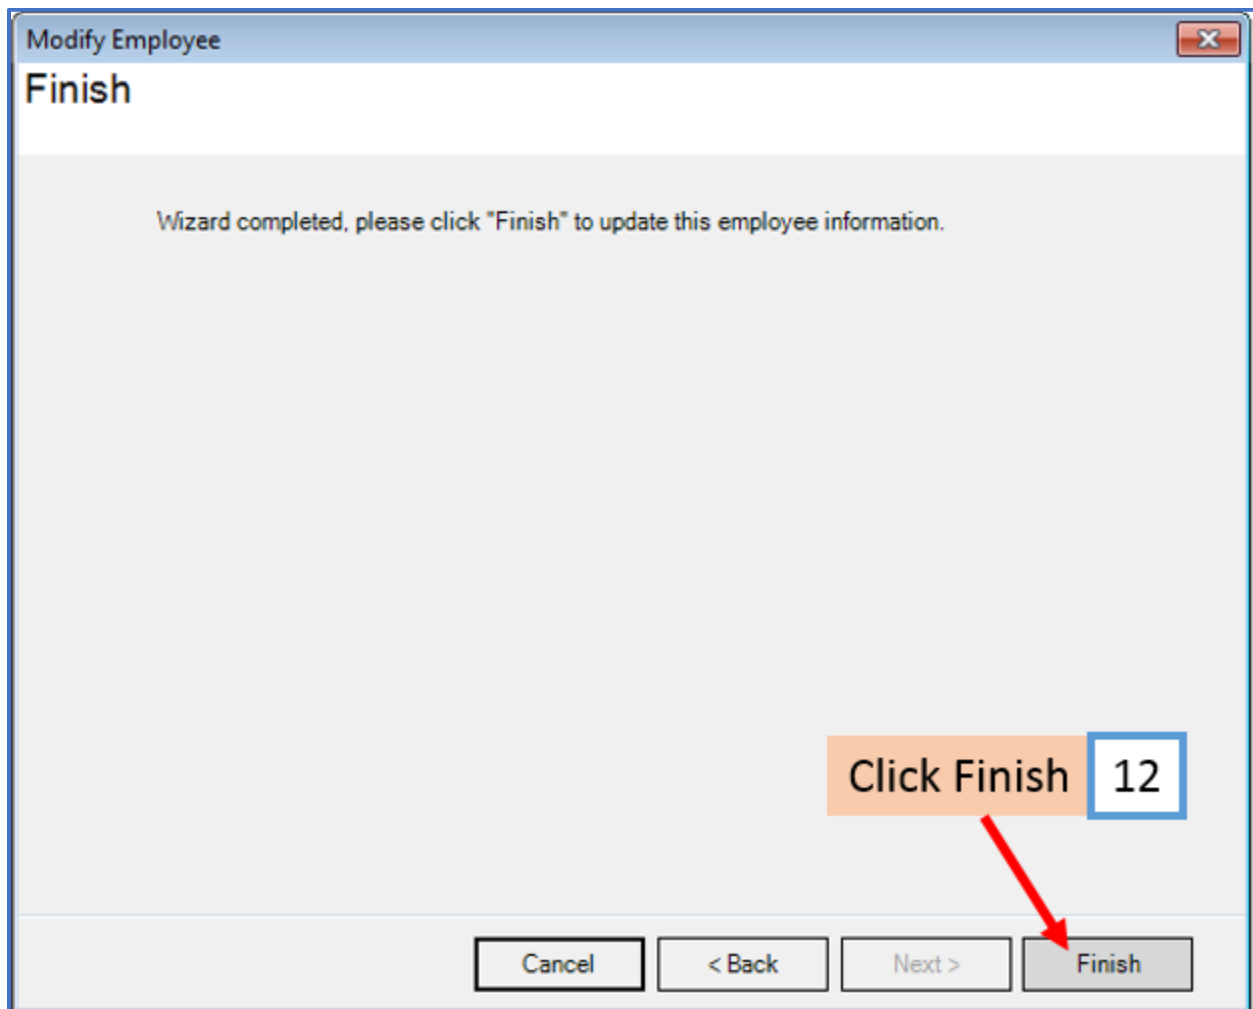 Modify Employee
Finish
Wizard completed, please click "Finish" to update this employee information.
Click Finish 12
Cancel < Back Next > Finish